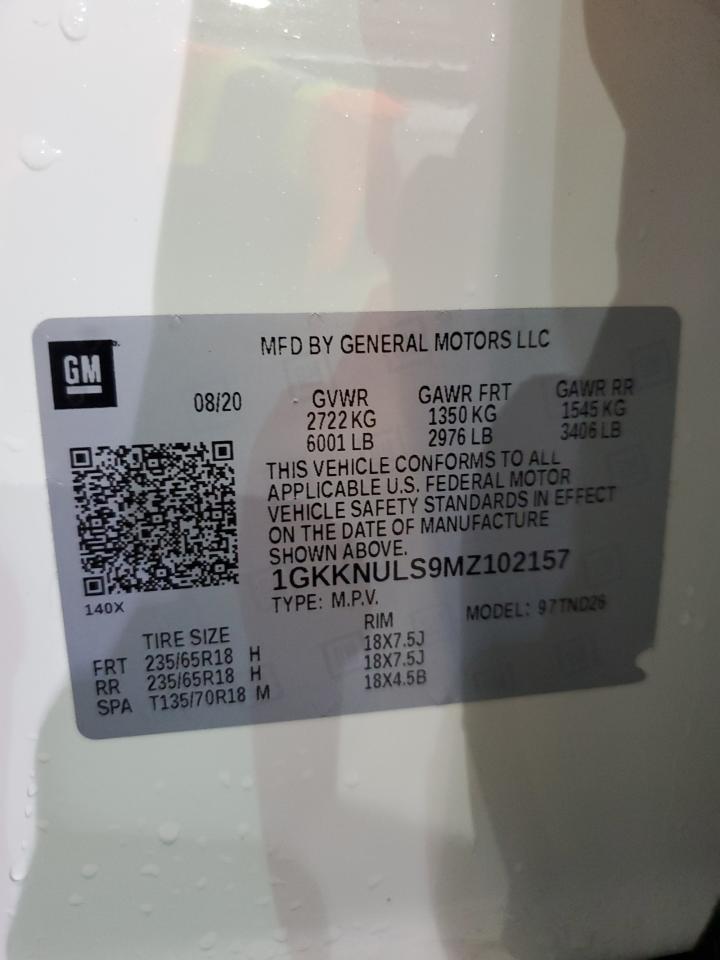 MFD BY GENERAL MOTORS LLC
GM
08/20
GVWR GAWR FRT GAWR RR
2722 KG 1350 KG 1545 KG
6001 LB 2976 LB 3406 LB
THIS VEHICLE CONFORMS TO ALL
APPLICABLE U.S. FEDERAL MOTOR
VEHICLE SAFETY STANDARDS IN EFFECT
ON THE DATE OF MANUFACTURE
SHOWN ABOVE.
1GKKNULS9MZ102157
140X
TYPE: M.P.V. MODEL: 97TND26
TIRE SIZE RIM
FRT 235/65R18 H 18X7.5J
RR 235/65R18 H 18X7.5J
SPA T135/70R18 M 18X4.5B